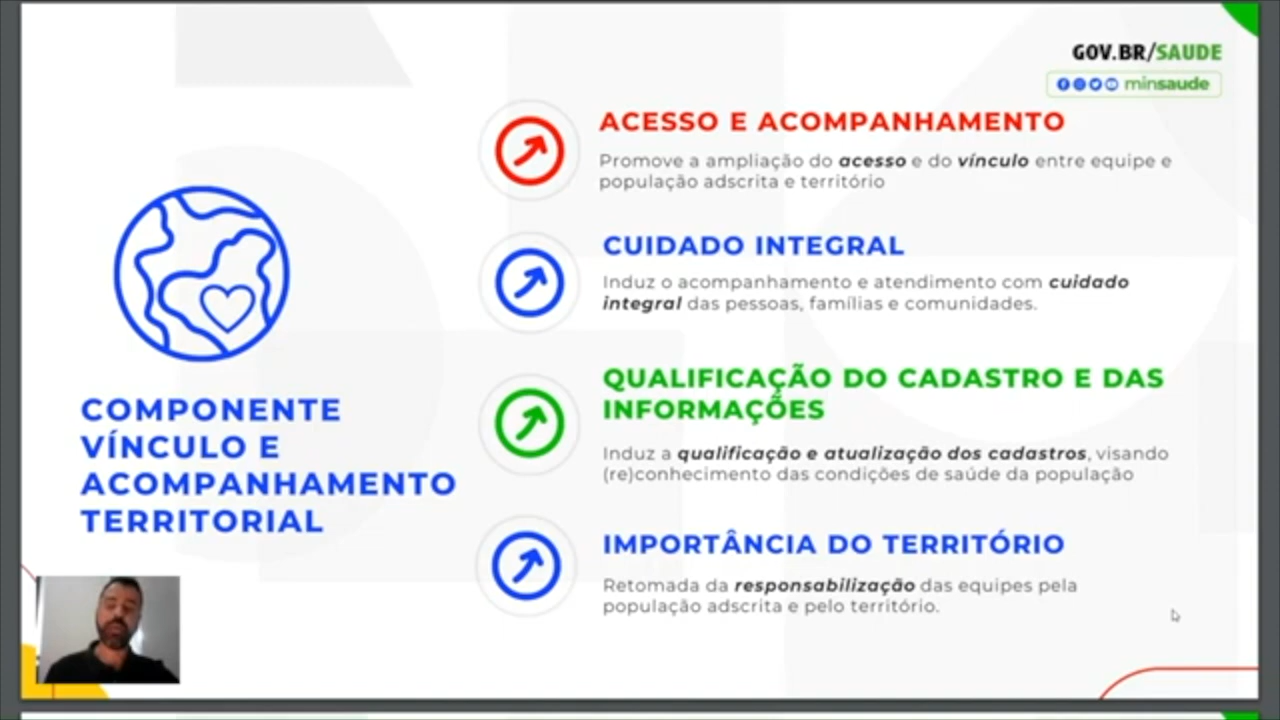 GOV.BR/SAUDE
minsaude
ACESSO E ACOMPANHAMENTO
Promove a ampliação do acesso e do vínculo entre equipe e
população adscrita e território
CUIDADO INTEGRAL
Induz o acompanhamento e atendimento com cuidado
integral das pessoas, famílias e comunidades.
QUALIFICAÇÃO DO CADASTRO E DAS
INFORMAÇÕES
Induz a qualificação e atualização dos cadastros, visando
(re)conhecimento das condições de saúde da população
IMPORTÂNCIA DO TERRITÓRIO
Retomada da responsabilização das equipes pela
população adscrita e pelo território.
COMPONENTE
VÍNCULO E
ACOMPANHAMENTO
TERRITORIAL